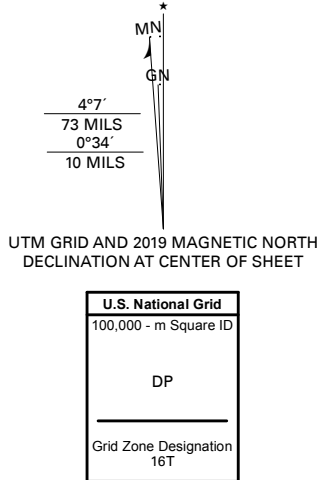 ★
MN
GN
4°7´
73 MILS
0°34´
10 MILS
UTM GRID AND 2019 MAGNETIC NORTH
DECLINATION AT CENTER OF SHEET
U.S. National Grid
100,000 - m Square ID
DP
Grid Zone Designation
16T